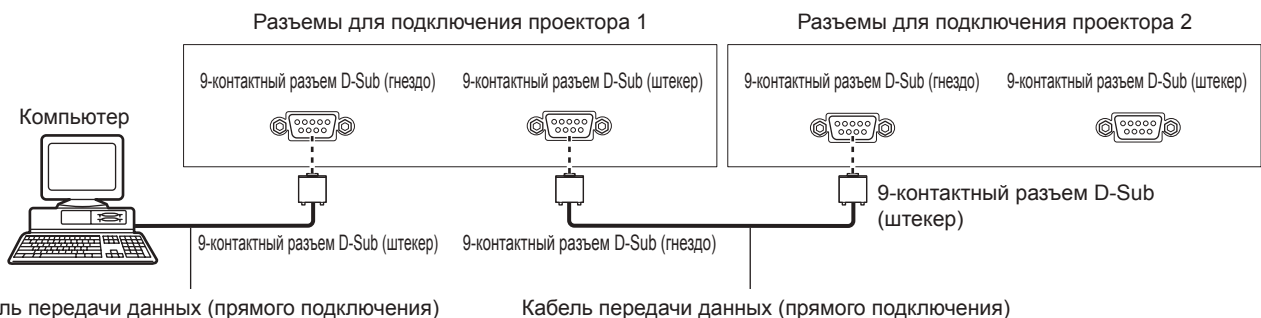 Разъемы для подключения проектора 1
Разъемы для подключения проектора 2
9-контактный разъем D-Sub (гнездо)
9-контактный разъем D-Sub (штекер)
9-контактный разъем D-Sub (гнездо)
9-контактный разъем D-Sub (штекер)
Компьютер
9-контактный разъем D-Sub
(штекер)
9-контактный разъем D-Sub (штекер)
9-контактный разъем D-Sub (гнездо)
ль передачи данных (прямого подключения)
Кабель передачи данных (прямого подключения)